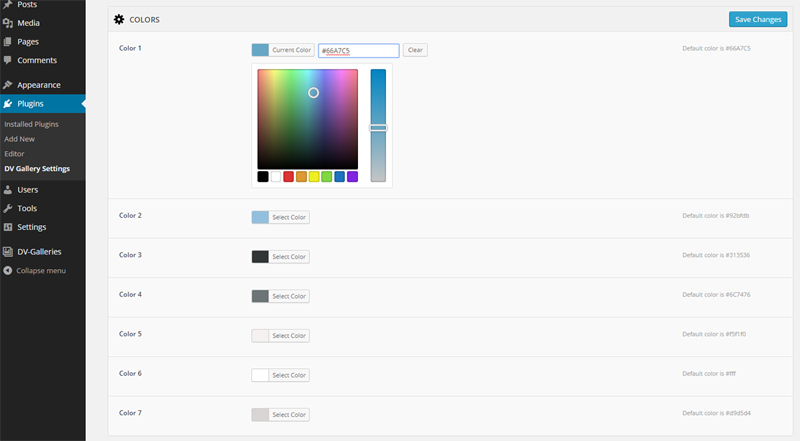 Posts
Media
Pages
Comments
Appearance
Plugins
Installed Plugins
Add New
Editor
DV Gallery Settings
Users
Tools
Settings
DV-Galleries
Collapse menu
COLORS
Save Changes
Color 1
Current Color
#66A7C5
Clear
Default color is #66A7C5
Color 2
Select Color
Default color is #92bfdb
Color 3
Select Color
Default color is #313536
Color 4
Select Color
Default color is #6C7476
Color 5
Select Color
Default color is #f5f1f0
Color 6
Select Color
Default color is #fff
Color 7
Select Color
Default color is #d9d5d4